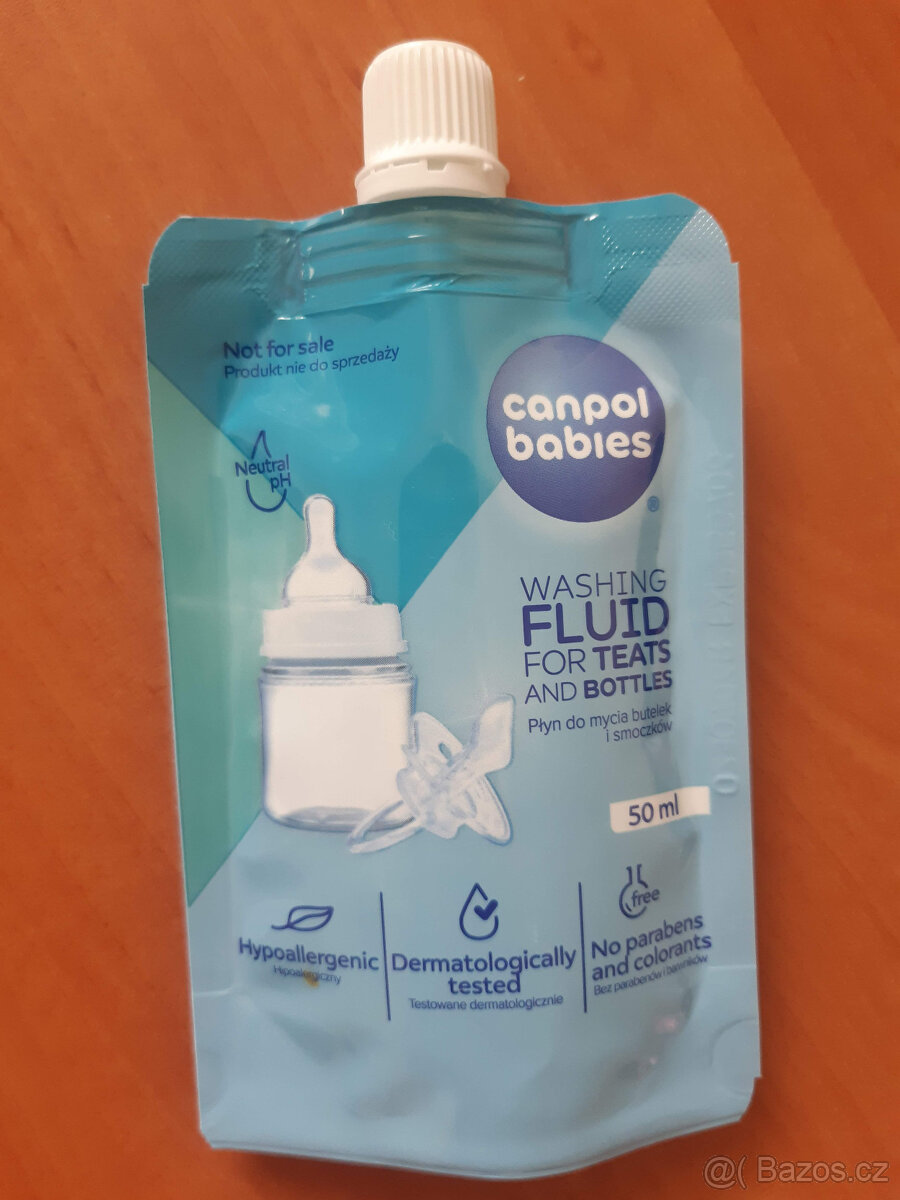 Not for sale
Produkt nie do sprzedaży
canpol
babies
®
Neutral
pH
WASHING
FLUID
FOR TEATS
AND BOTTLES
Płyn do mycia butelek
i smoczków
50 ml
Hypoallergenic
Hipoalergiczny
Dermatologically
tested
Testowane dermatologicznie
free
No parabens
and colorants
Bez parabenów i barwników
@( Bazos.cz